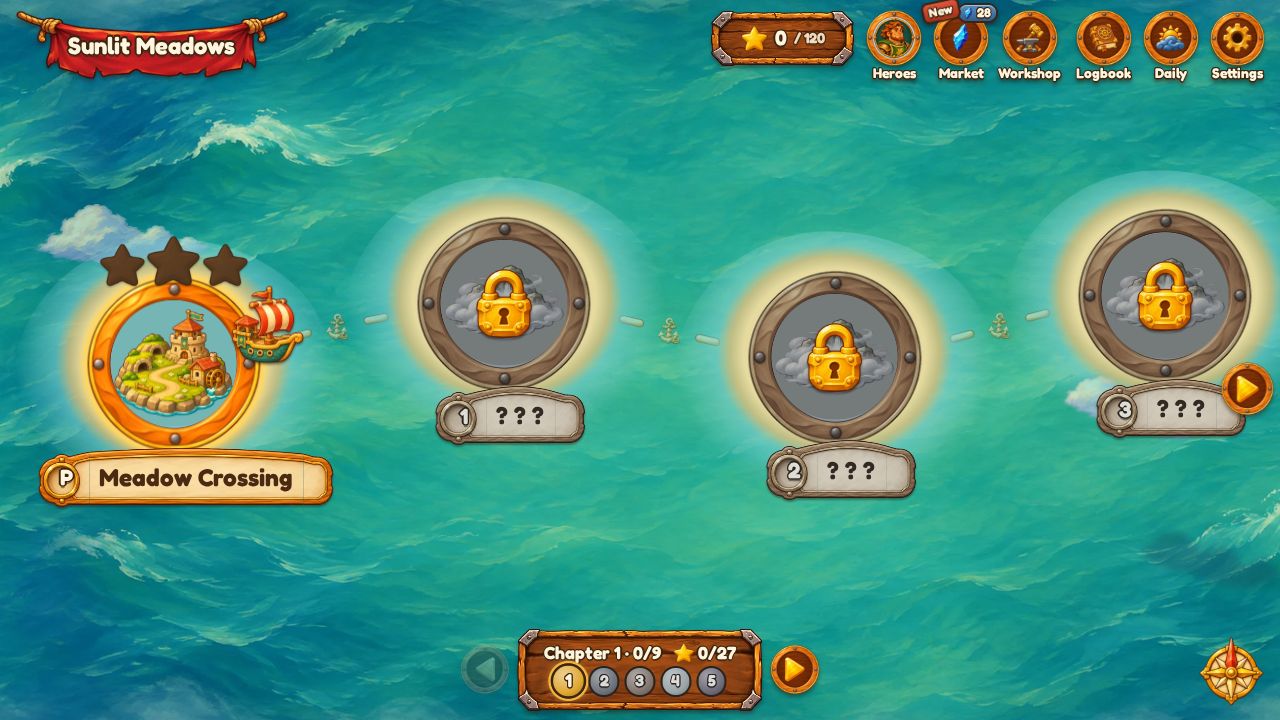 Sunlit Meadows
0 / 120
New 28
Heroes
Market
Workshop
Logbook
Daily
Settings
P Meadow Crossing
1 ? ? ?
2 ? ? ?
3 ? ? ?
Chapter 1 · 0/9 0/27
1 2 3 4 5